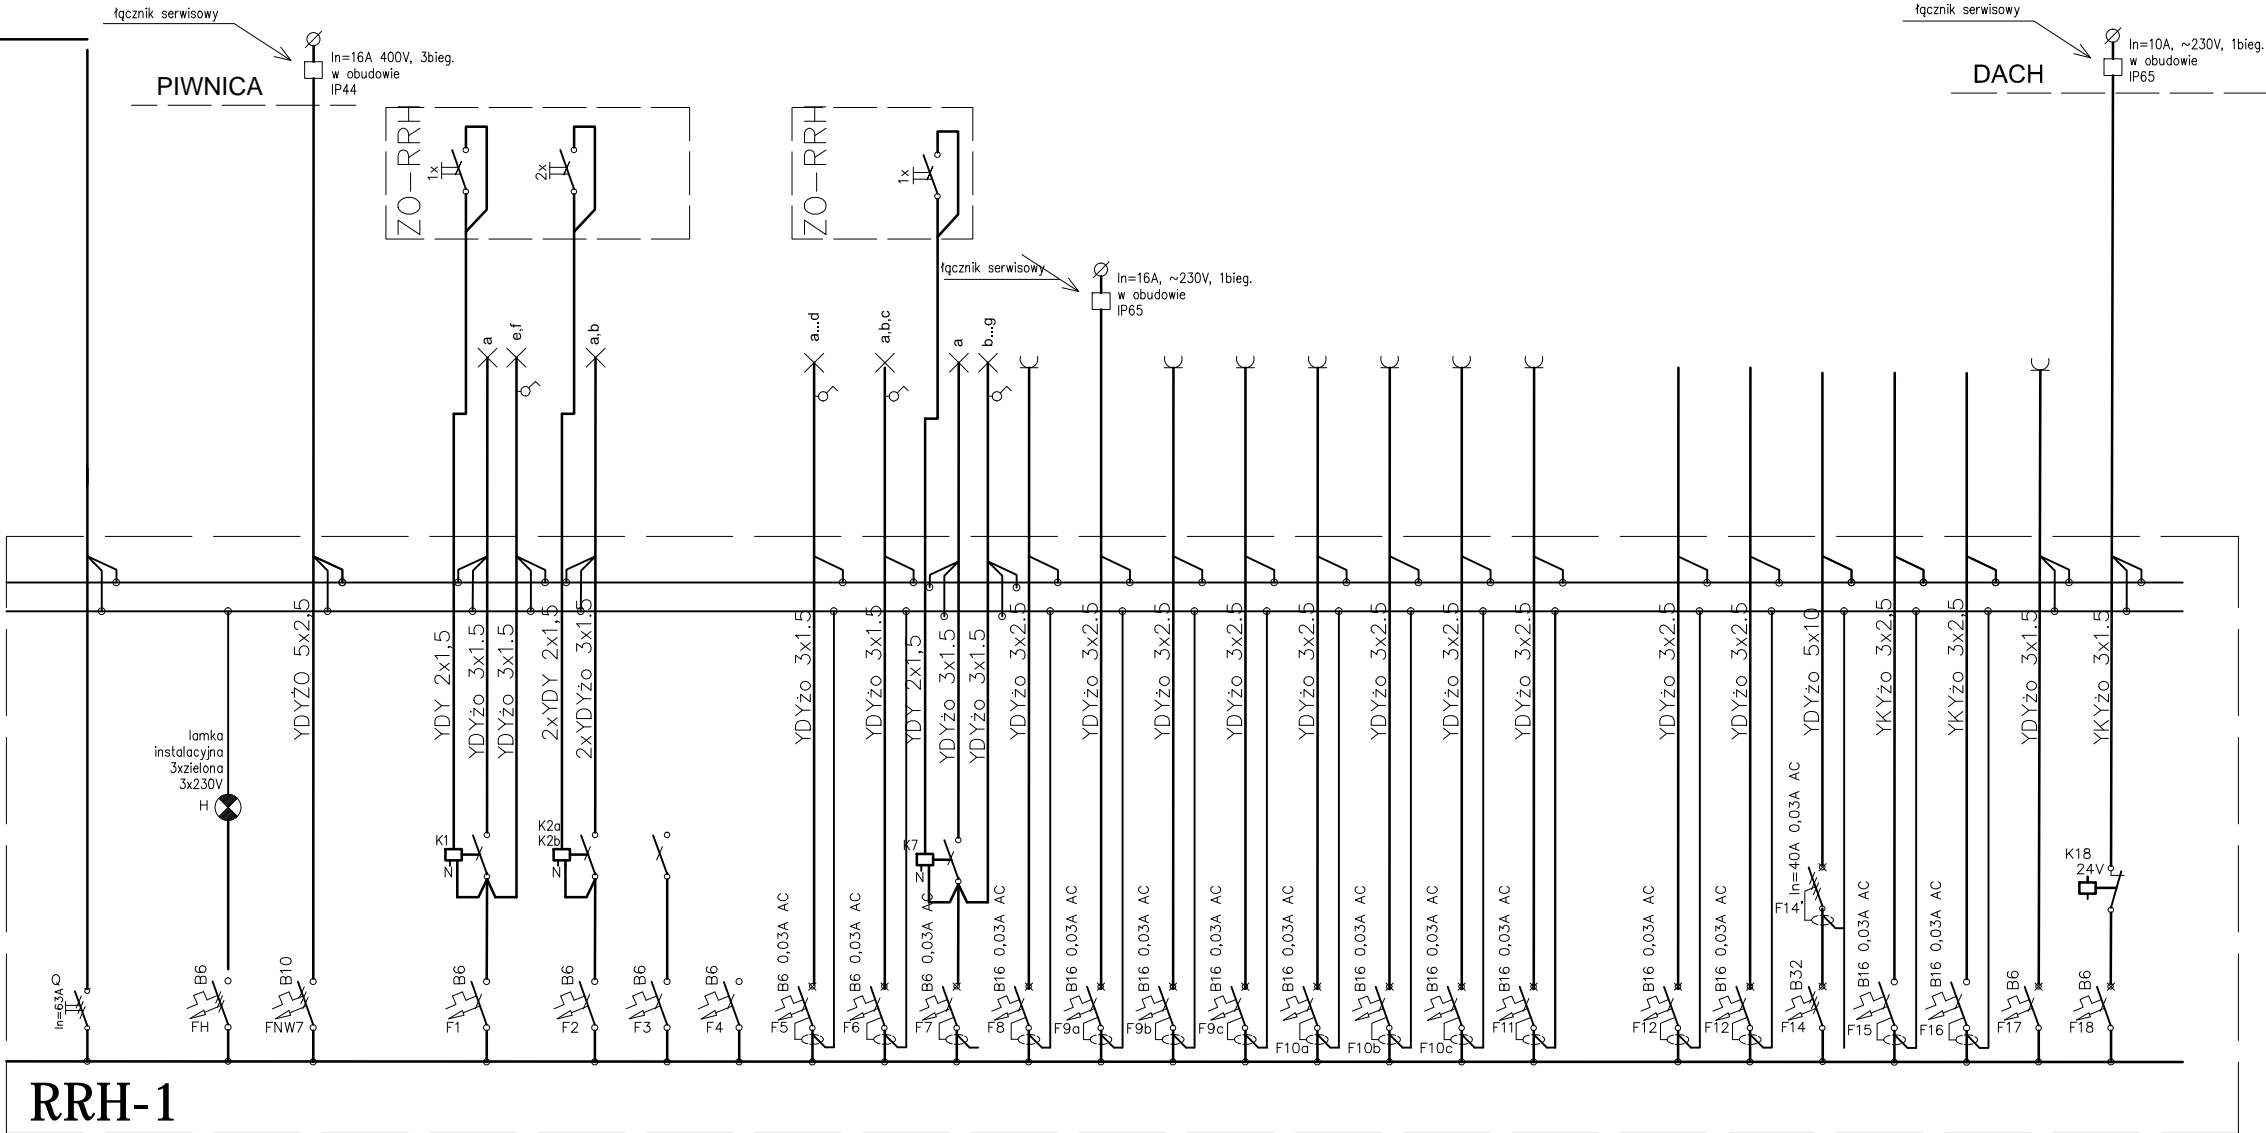 łącznik serwisowy
In=16A 400V, 3bieg.
w obudowie
IP44
PIWNICA
łącznik serwisowy
In=10A, ~230V, 1bieg.
w obudowie
IP65
DACH
ZO-RRH
1x
2x
ZO-RRH
1x
łącznik serwisowy
In=16A, ~230V, 1bieg.
w obudowie
IP65
a
e,f
a,b
a...d
a,b,c
a
b...g
YDYŻO 5x2,5
YDY 2x1,5
YDYżo 3x1.5
YDYżo 3x1.5
2xYDY 2x1,5
2xYDYżo 3x1.5
YDYżo 3x1.5
YDYżo 3x1.5
YDY 2x1,5
YDYżo 3x1.5
YDYżo 3x1.5
YDYżo 3x2.5
YDYżo 3x2.5
YDYżo 3x2.5
YDYżo 3x2.5
YDYżo 3x2.5
YDYżo 3x2.5
YDYżo 3x2.5
YDYżo 3x2.5
YDYżo 3x2.5
YDYżo 3x2.5
YDYżo 5x10
YKYżo 3x2,5
YKYżo 3x2,5
YDYżo 3x1.5
YKYżo 3x1.5
lamka
instalacyjna
3xzielona
3x230V
H
K1
N
K2a
K2b
N
K7
N
In=40A 0,03A AC
F14'
K18
24V
In=63A
Q
B6
FH
B10
FNW7
B6
F1
B6
F2
B6
F3
B6
F4
B6 0,03A AC
F5
B6 0,03A AC
F6
B6 0,03A AC
F7
B16 0,03A AC
F8
B16 0,03A AC
F9a
B16 0,03A AC
F9b
B16 0,03A AC
F9c
B16 0,03A AC
F10a
B16 0,03A AC
F10b
B16 0,03A AC
F10c
B16 0,03A AC
F11
B16 0,03A AC
F12
B16 0,03A AC
F12
B32
F14
B16 0,03A AC
F15
B16 0,03A AC
F16
B6
F17
B6
F18
RRH-1